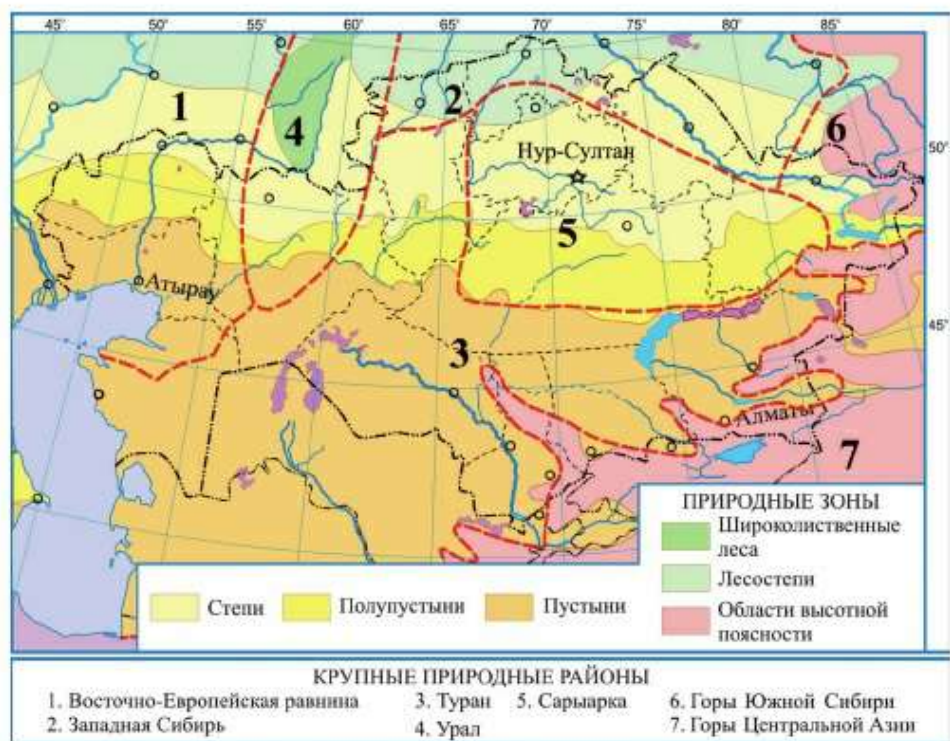 45° 50° 55° 60° 65° 70° 75° 80° 85°
1
2
4
6
50°
Нур-Султан
5
Атырау
45°
3
Алматы
7
ПРИРОДНЫЕ ЗОНЫ
Широколиственные
леса
Лесостепи
Области высотной
поясности
Степи
Полупустыни
Пустыни
КРУПНЫЕ ПРИРОДНЫЕ РАЙОНЫ
1. Восточно-Европейская равнина
2. Западная Сибирь
3. Туран
4. Урал
5. Сарыарка
6. Горы Южной Сибири
7. Горы Центральной Азии